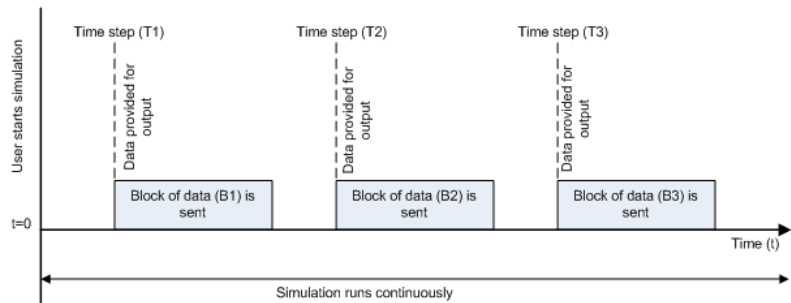 User starts simulation
Time step (T1)
Time step (T2)
Time step (T3)
Data provided for
output
Data provided for
output
Data provided for
output
Block of data (B1) is
sent
Block of data (B2) is
sent
Block of data (B3) is
sent
t=0
Time (t)
Simulation runs continuously